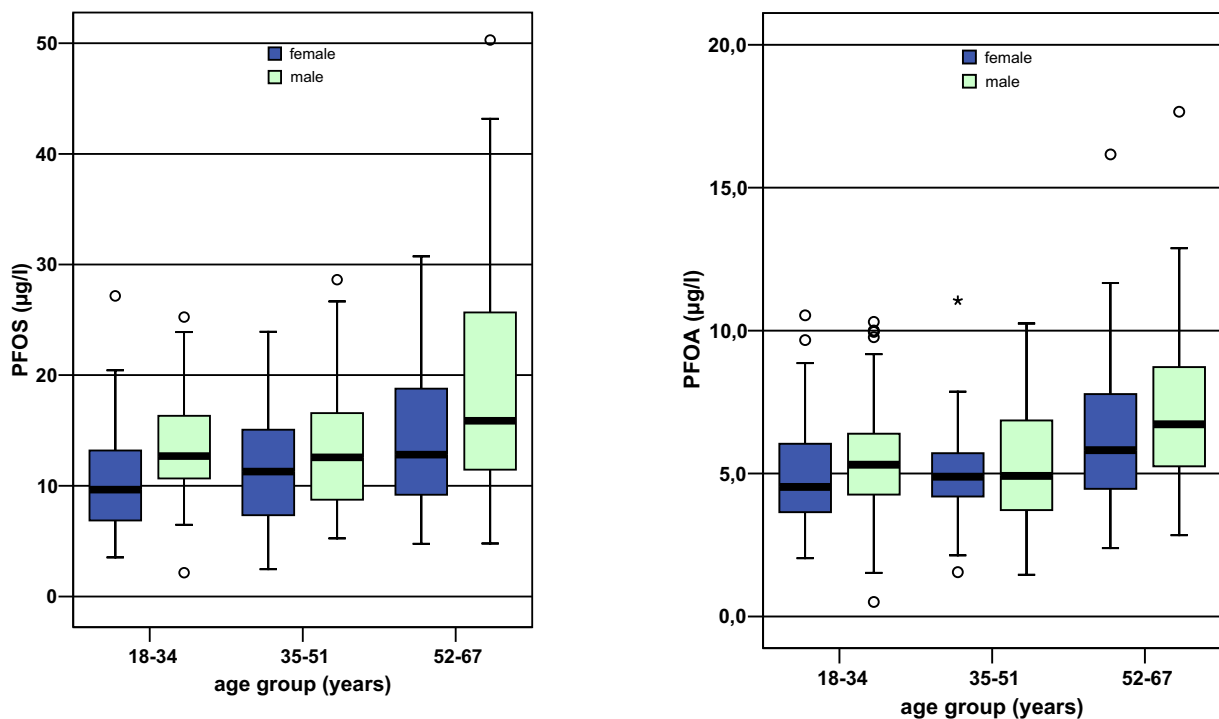 PFOS (µg/l)
50
40
30
20
10
0
female
male
18-34
35-51
52-67
age group (years)
PFOA (µg/l)
20,0
15,0
10,0
5,0
0,0
female
male
*
18-34
35-51
52-67
age group (years)